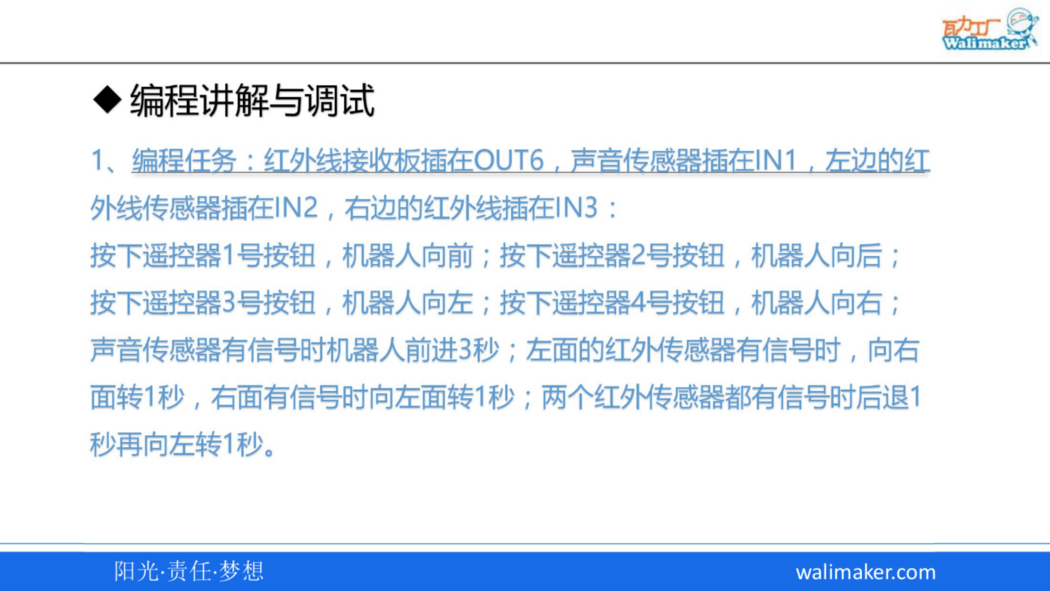 瓦力工厂
Walimaker
◆ 编程讲解与调试
1、编程任务：红外线接收板插在OUT6，声音传感器插在IN1，左边的红
外线传感器插在IN2，右边的红外线插在IN3：
按下遥控器1号按钮，机器人向前；按下遥控器2号按钮，机器人向后；
按下遥控器3号按钮，机器人向左；按下遥控器4号按钮，机器人向右；
声音传感器有信号时机器人前进3秒；左面的红外传感器有信号时，向右
面转1秒，右面有信号时向左面转1秒；两个红外传感器都有信号时后退1
秒再向左转1秒。
阳光·责任·梦想
walimaker.com